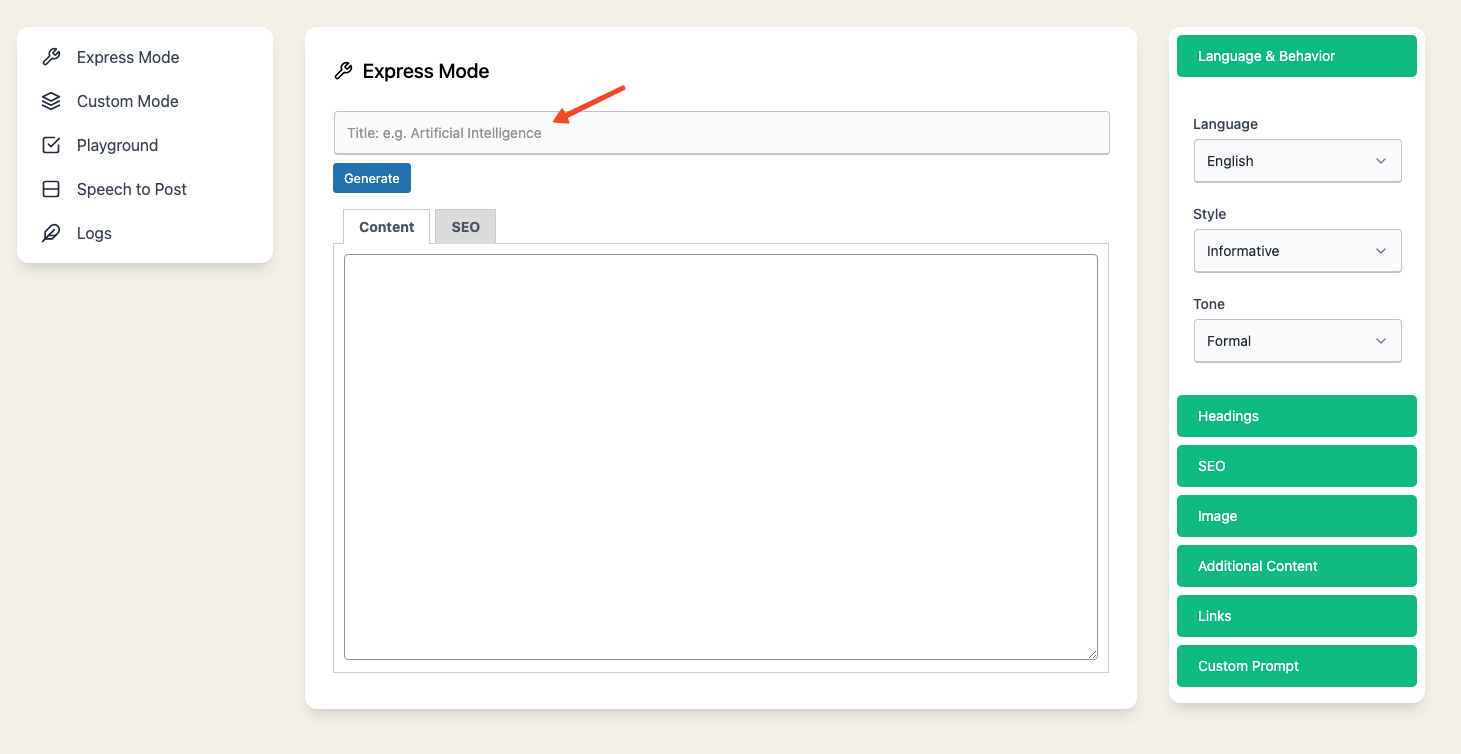 Express Mode
Custom Mode
Playground
Speech to Post
Logs
Express Mode
Title: e.g. Artificial Intelligence
Generate
Content
SEO
Language & Behavior
Language
English
Style
Informative
Tone
Formal
Headings
SEO
Image
Additional Content
Links
Custom Prompt